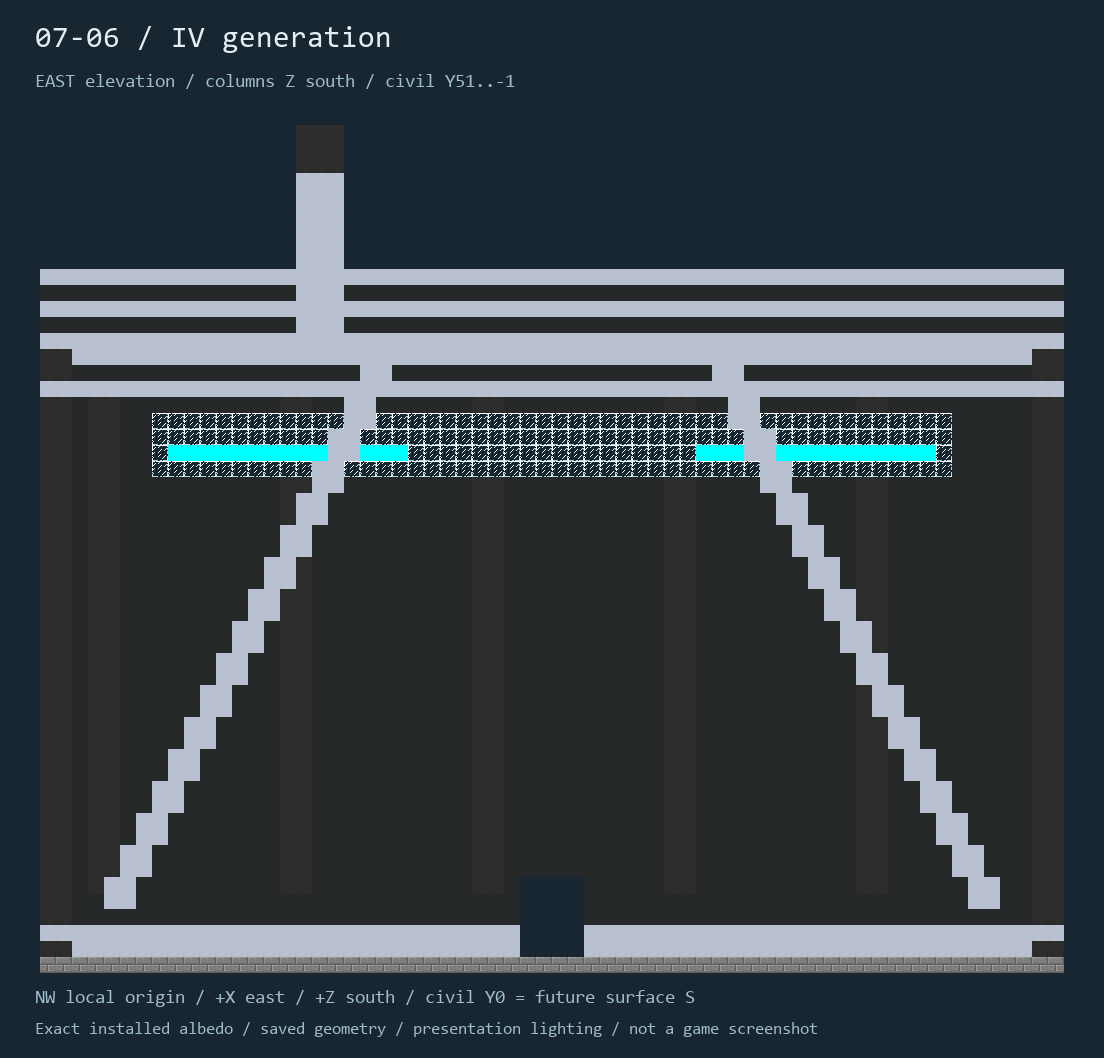 07-06 / IV generation
EAST elevation / columns Z south / civil Y51..-1
NW local origin / +X east / +Z south / civil Y0 = future surface S
Exact installed albedo / saved geometry / presentation lighting / not a game screenshot